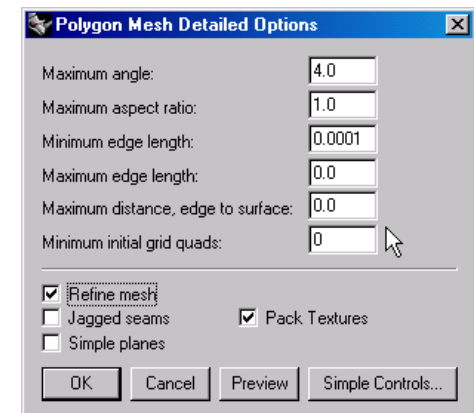 Polygon Mesh Detailed Options
Maximum angle: 4.0
Maximum aspect ratio: 1.0
Minimum edge length: 0.0001
Maximum edge length: 0.0
Maximum distance, edge to surface: 0.0
Minimum initial grid quads: 0
Refine mesh
Jagged seams Pack Textures
Simple planes
OK Cancel Preview Simple Controls...